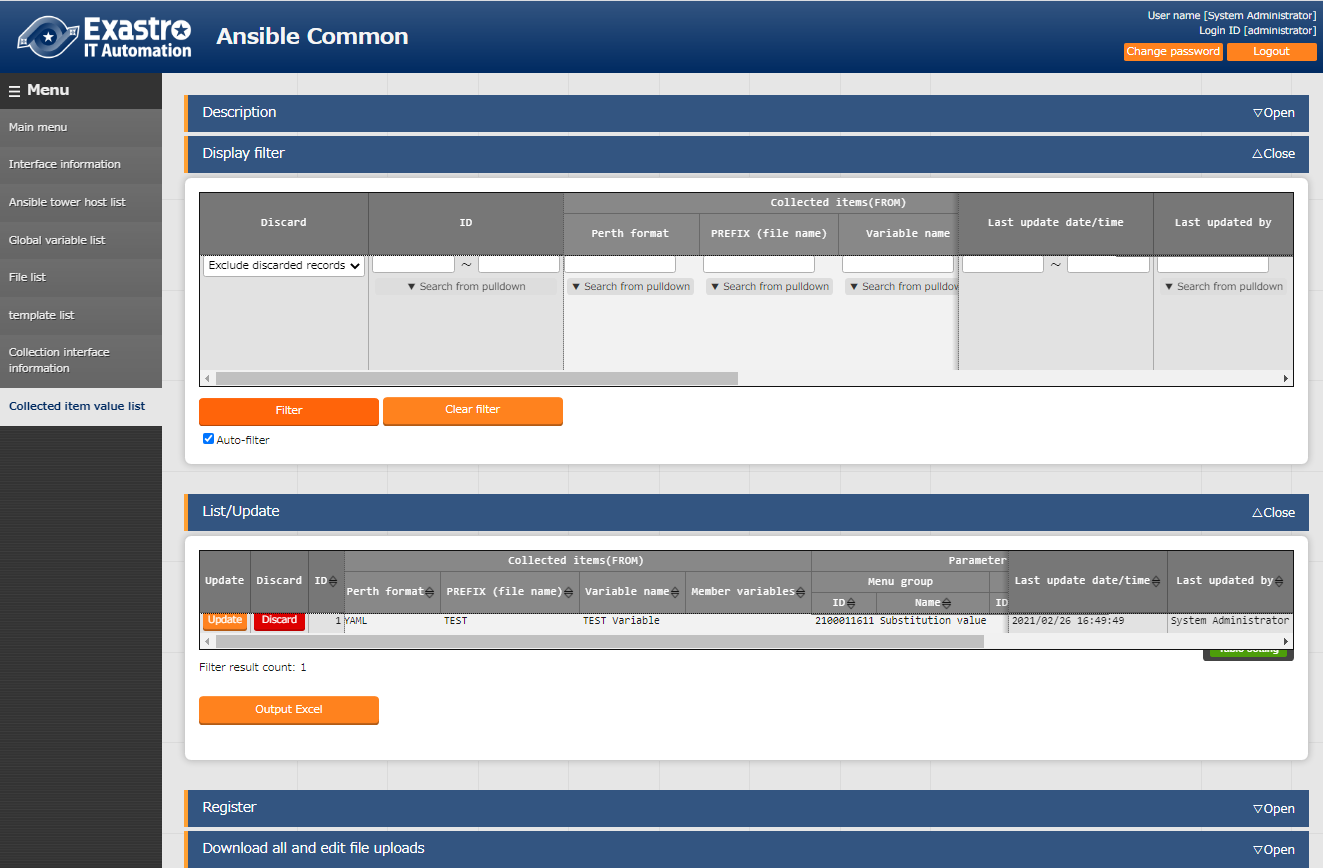 Exastro
IT Automation
Ansible Common
User name [System Administrator]
Login ID [administrator]
Change password
Logout
Menu
Main menu
Interface information
Ansible tower host list
Global variable list
File list
template list
Collection interface
information
Collected item value list
Description
▽Open
Display filter
△Close
Discard
ID
Collected items(FROM)
Perth format
PREFIX (file name)
Variable name
Last update date/time
Last updated by
Exclude discarded records
~
~
▼ Search from pulldown
▼ Search from pulldown
▼ Search from pulldown
▼ Search from pulldow
▼ Search from pulldown
Filter
Clear filter
Auto-filter
List/Update
△Close
Update
Discard
ID
Collected items(FROM)
Perth format
PREFIX (file name)
Variable name
Member variables
Parameter
Menu group
ID
Name
ID
Last update date/time
Last updated by
Update
Discard
1
YAML
TEST
TEST Variable
2100011611
Substitution value
2021/02/26 16:49:49
System Administrator
Table setting
Filter result count: 1
Output Excel
Register
▽Open
Download all and edit file uploads
▽Open